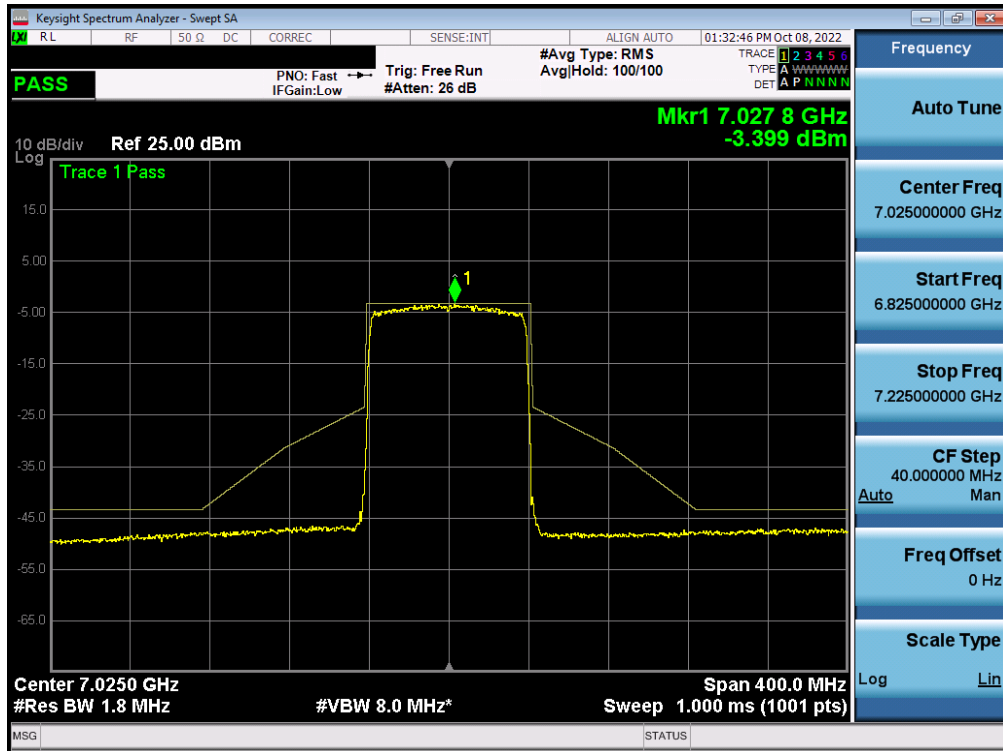 Keysight Spectrum Analyzer - Swept SA
LXI RL RF 50 Ω DC CORREC SENSE:INT ALIGN AUTO 01:32:46 PM Oct 08, 2022
PASS
PNO: Fast
IFGain:Low
Trig: Free Run
#Atten: 26 dB
#Avg Type: RMS
Avg|Hold: 100/100
TRACE 1 2 3 4 5 6
TYPE A WWWWW
DET A P N N N N
Mkr1 7.027 8 GHz
-3.399 dBm
10 dB/div Ref 25.00 dBm
Log
Trace 1 Pass
15.0
5.00
1
-5.00
-15.0
-25.0
-35.0
-45.0
-55.0
-65.0
Center 7.0250 GHz Span 400.0 MHz
#Res BW 1.8 MHz #VBW 8.0 MHz* Sweep 1.000 ms (1001 pts)
MSG STATUS
Frequency
Auto Tune
Center Freq
7.025000000 GHz
Start Freq
6.825000000 GHz
Stop Freq
7.225000000 GHz
CF Step
40.000000 MHz
Auto Man
Freq Offset
0 Hz
Scale Type
Log Lin